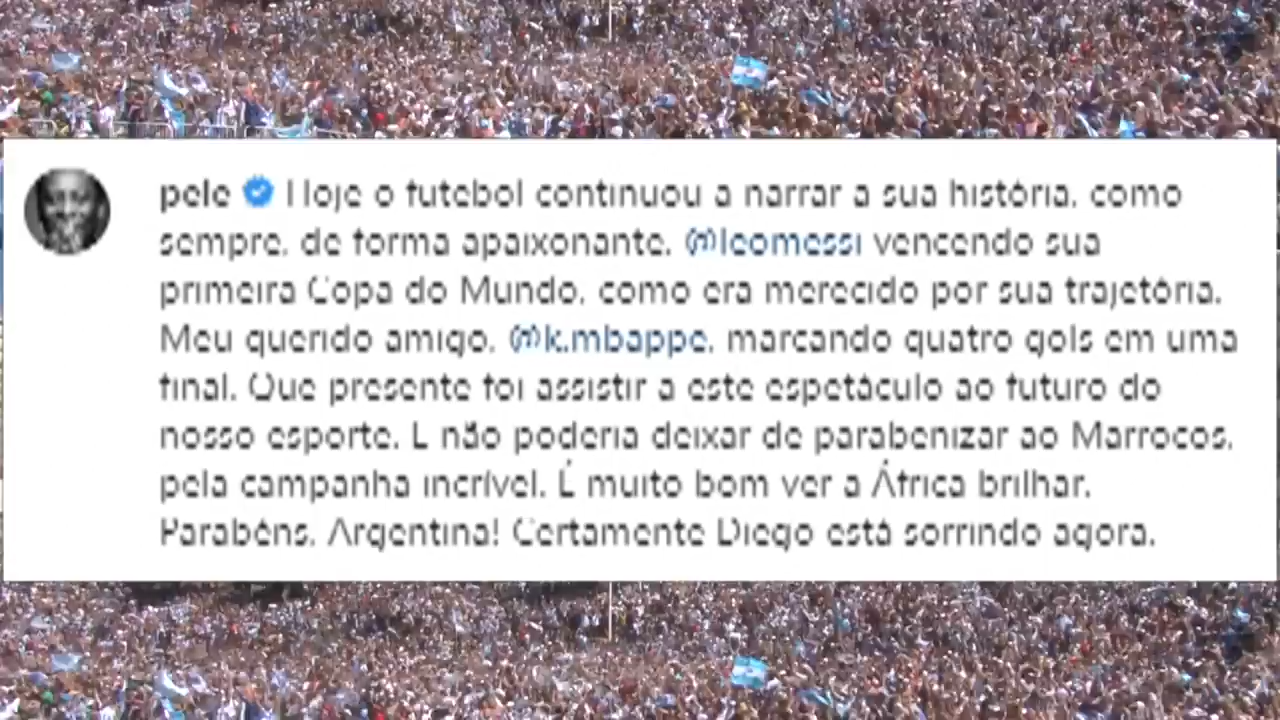 pele Hoje o futebol continuou a narrar a sua história, como
sempre, de forma apaixonante. @leomessi vencendo sua
primeira Copa do Mundo, como era merecido por sua trajetória.
Meu querido amigo, @k.mbappe, marcando quatro gols em uma
final. Que presente foi assistir a este espetáculo ao futuro do
nosso esporte. E não poderia deixar de parabenizar ao Marrocos,
pela campanha incrível. É muito bom ver a África brilhar.
Parabéns, Argentina! Certamente Diego está sorrindo agora.